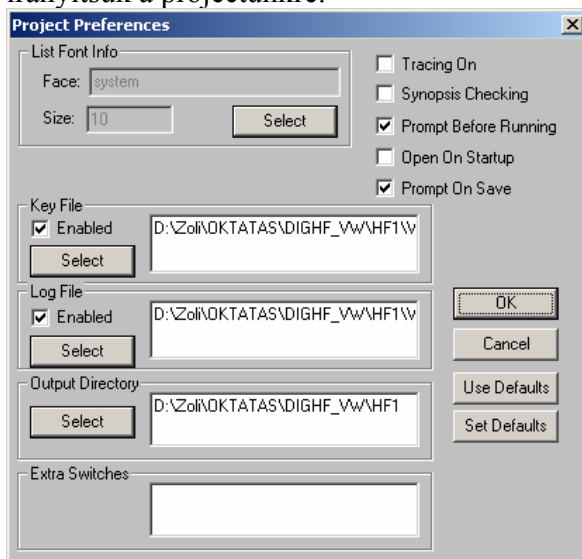 irányítsuk a projectünkre.
Project Preferences
List Font Info
Face: system
Size: 10
Select
Tracing On
Synopsis Checking
Prompt Before Running
Open On Startup
Prompt On Save
Key File
Enabled
D:\Zoli\OKTATAS\DIGHF_VW\HF1\V
Select
Log File
Enabled
D:\Zoli\OKTATAS\DIGHF_VW\HF1\V
Select
Output Directory
D:\Zoli\OKTATAS\DIGHF_VW\HF1
Select
Extra Switches
OK
Cancel
Use Defaults
Set Defaults